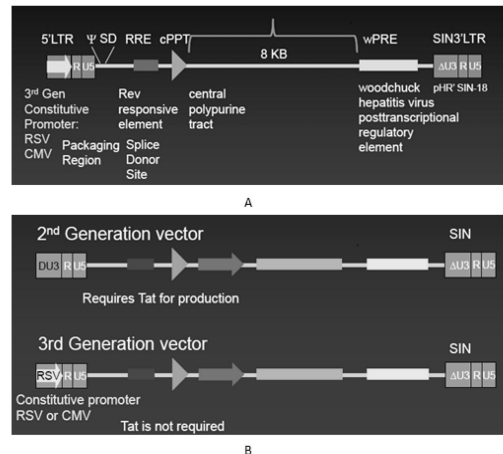 5'LTR Ψ SD RRE cPPT wPRE SIN3'LTR
8 KB
R U5 ΔU3 R U5
3rd Gen
Constitutive
Promoter:
RSV
CMV
Packaging
Region
Rev
responsive
element
Splice
Donor
Site
central
polypurine
tract
woodchuck
hepatitis virus
posttranscriptional
regulatory
element
pHR' SIN-18
A
2nd Generation vector SIN
DU3 R U5 ΔU3 R U5
Requires Tat for production
3rd Generation vector SIN
RSV R U5 ΔU3 R U5
Constitutive promoter
RSV or CMV
Tat is not required
B